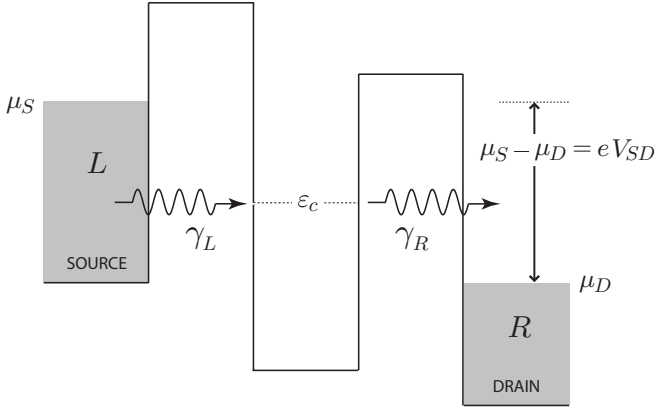 μ_S
L
μ_S − μ_D = eV_SD
ε_c
γ_L
γ_R
SOURCE
μ_D
R
DRAIN